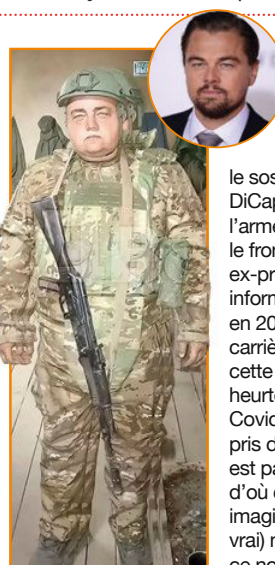 le sos
DiCap
l'arme
le fron
ex-pr
inforn
en 20
carriè
cette
heurte
Covid
pris d
est pa
d'où
imagi
vrai) r